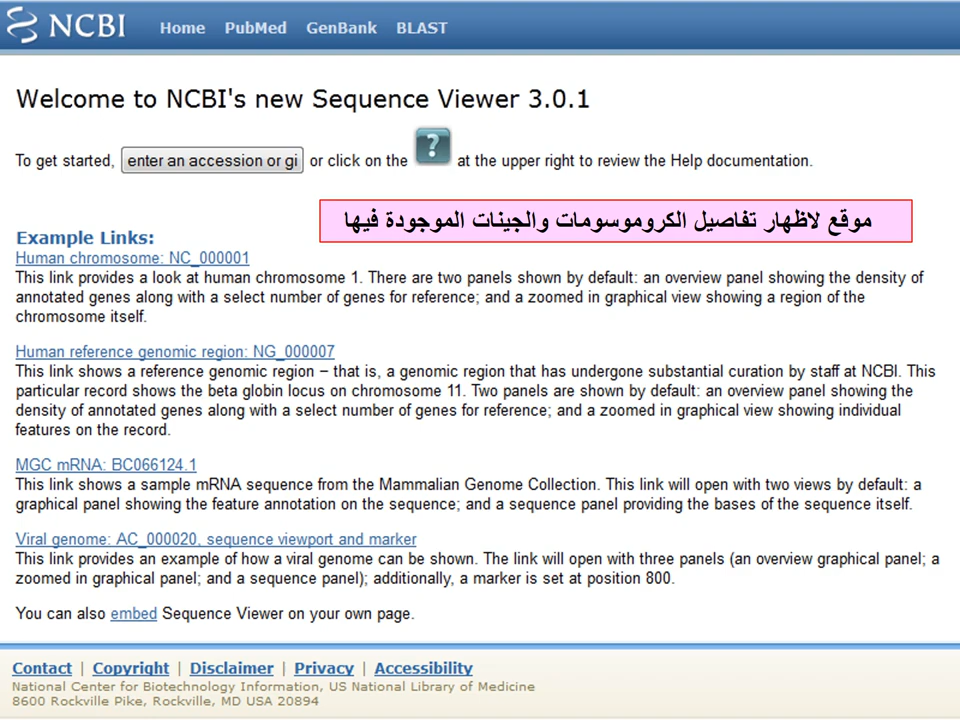 NCBI Home PubMed GenBank BLAST
Welcome to NCBI's new Sequence Viewer 3.0.1
To get started, enter an accession or gi or click on the ? at the upper right to review the Help documentation.
موقع لاظهار تفاصيل الكروموسومات والجينات الموجودة فيها
Example Links:
Human chromosome: NC_000001
This link provides a look at human chromosome 1. There are two panels shown by default: an overview panel showing the density of
annotated genes along with a select number of genes for reference; and a zoomed in graphical view showing a region of the
chromosome itself.
Human reference genomic region: NG_000007
This link shows a reference genomic region – that is, a genomic region that has undergone substantial curation by staff at NCBI. This
particular record shows the beta globin locus on chromosome 11. Two panels are shown by default: an overview panel showing the
density of annotated genes along with a select number of genes for reference; and a zoomed in graphical view showing individual
features on the record.
MGC mRNA: BC066124.1
This link shows a sample mRNA sequence from the Mammalian Genome Collection. This link will open with two views by default: a
graphical panel showing the feature annotation on the sequence; and a sequence panel providing the bases of the sequence itself.
Viral genome: AC_000020, sequence viewport and marker
This link provides an example of how a viral genome can be shown. The link will open with three panels (an overview graphical panel; a
zoomed in graphical panel; and a sequence panel); additionally, a marker is set at position 800.
You can also embed Sequence Viewer on your own page.
Contact | Copyright | Disclaimer | Privacy | Accessibility
National Center for Biotechnology Information, US National Library of Medicine
8600 Rockville Pike, Rockville, MD USA 20894